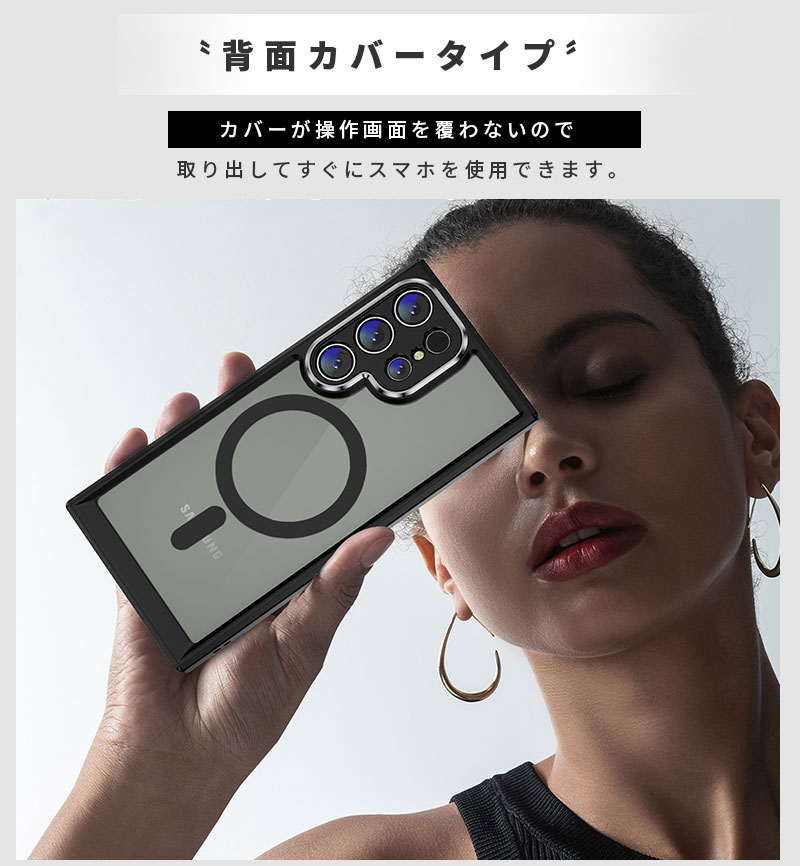 背面カバータイプ
カバーが操作画面を覆わないので
取り出してすぐにスマホを使用できます。
SAMSUNG